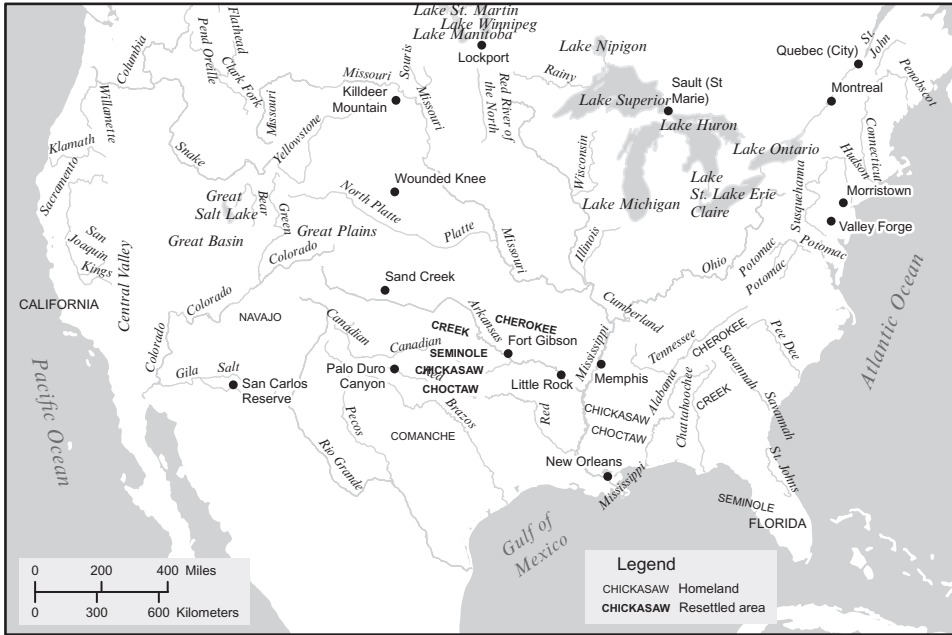 Lake St. Martin
Lake Winnipeg
Lake Manitoba
Lockport
Lake Nipigon
Quebec (City)
St. John
Penobscot
Columbia
Pend Oreille
Flathead
Clark Fork
Missouri
Missouri
Souris
Killdeer
Mountain
Missouri
Red River of
the North
Rainy
Sault (St
Marie)
Lake Superior
Montreal
Lake Huron
Willamette
Klamath
Sacramento
Snake
Yellowstone
Wisconsin
Lake Ontario
Connecticut
Hudson
Susquehanna
Wounded Knee
Great
Salt Lake
Bear
Green
North Platte
Lake Michigan
Lake
St. Lake Erie
Claire
Morristown
Valley Forge
San
Joaquin
Kings
Central Valley
Great Basin
Great Plains
Colorado
Platte
Missouri
Illinois
Ohio
Potomac
Potomac
Potomac
Sand Creek
CALIFORNIA
Colorado
NAVAJO
Colorado
Canadian
Canadian
CREEK
Arkansas
CHEROKEE
Fort Gibson
SEMINOLE
CHICKASAW
Red
CHOCTAW
Cumberland
Mississippi
Tennessee
CHEROKEE
Pee Dee
Atlantic Ocean
Gila
Salt
San Carlos
Reserve
Palo Duro
Canyon
Little Rock
Memphis
Alabama
Savannah
Chattahoochee
CREEK
Savannah
Pacific Ocean
Pecos
COMANCHE
Brazos
Red
CHICKASAW
CHOCTAW
Rio Grande
New Orleans
Mississippi
St. Johns
SEMINOLE
FLORIDA
Gulf of
Mexico
0 200 400 Miles
0 300 600 Kilometers
Legend
CHICKASAW Homeland
CHICKASAW Resettled area